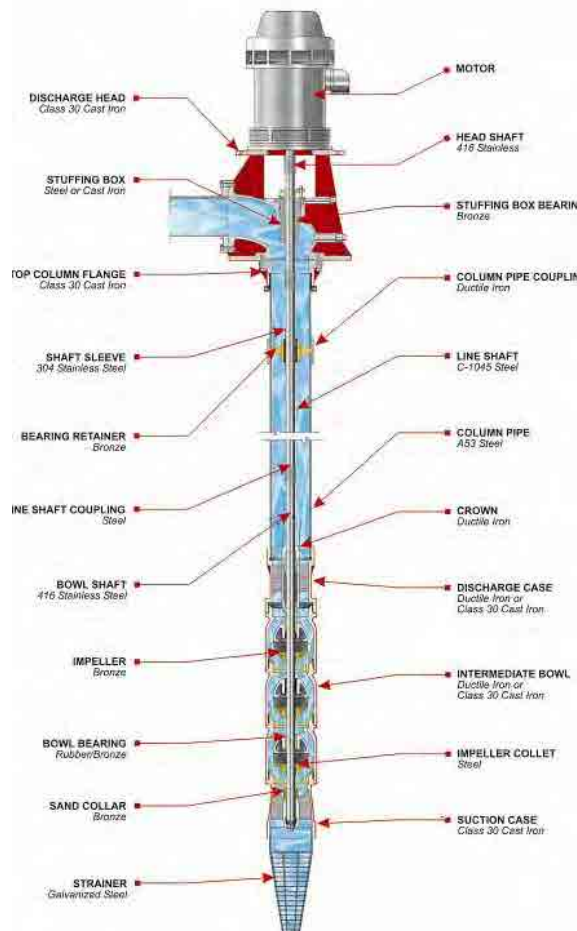 MOTOR
DISCHARGE HEAD
Class 30 Cast Iron
HEAD SHAFT
416 Stainless
STUFFING BOX
Steel or Cast Iron
STUFFING BOX BEARIN
Bronze
TOP COLUMN FLANGE
Class 30 Cast Iron
COLUMN PIPE COUPLIN
Ductile Iron
SHAFT SLEEVE
304 Stainless Steel
LINE SHAFT
C-1045 Steel
BEARING RETAINER
Bronze
COLUMN PIPE
A53 Steel
INE SHAFT COUPLING
Steel
CROWN
Ductile Iron
BOWL SHAFT
416 Stainless Steel
DISCHARGE CASE
Ductile Iron or
Class 30 Cast Iron
IMPELLER
Bronze
INTERMEDIATE BOWL
Ductile Iron or
Class 30 Cast Iron
BOWL BEARING
Rubber/Bronze
IMPELLER COLLET
Steel
SAND COLLAR
Bronze
SUCTION CASE
Class 30 Cast Iron
STRAINER
Galvanized Steel